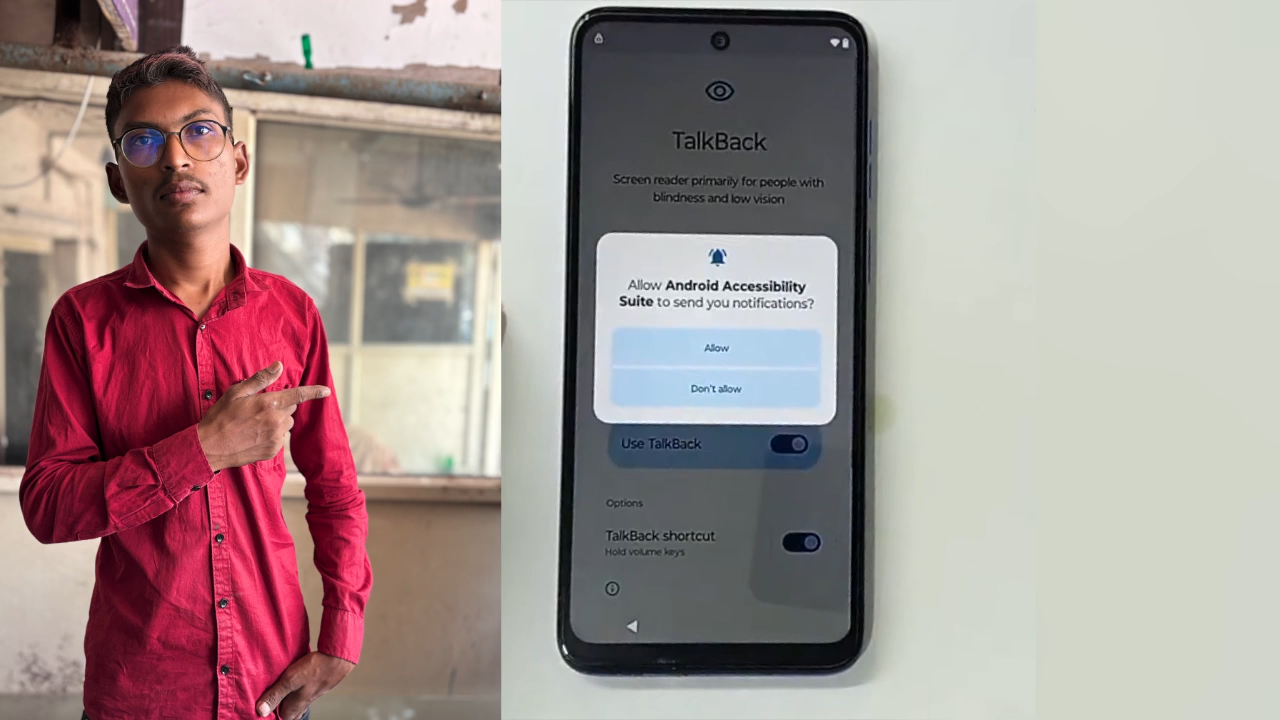 TalkBack
Screen reader primarily for people with
blindness and low vision
Allow Android Accessibility
Suite to send you notifications?
Allow
Don't allow
Use TalkBack
Options
TalkBack shortcut
Hold volume keys